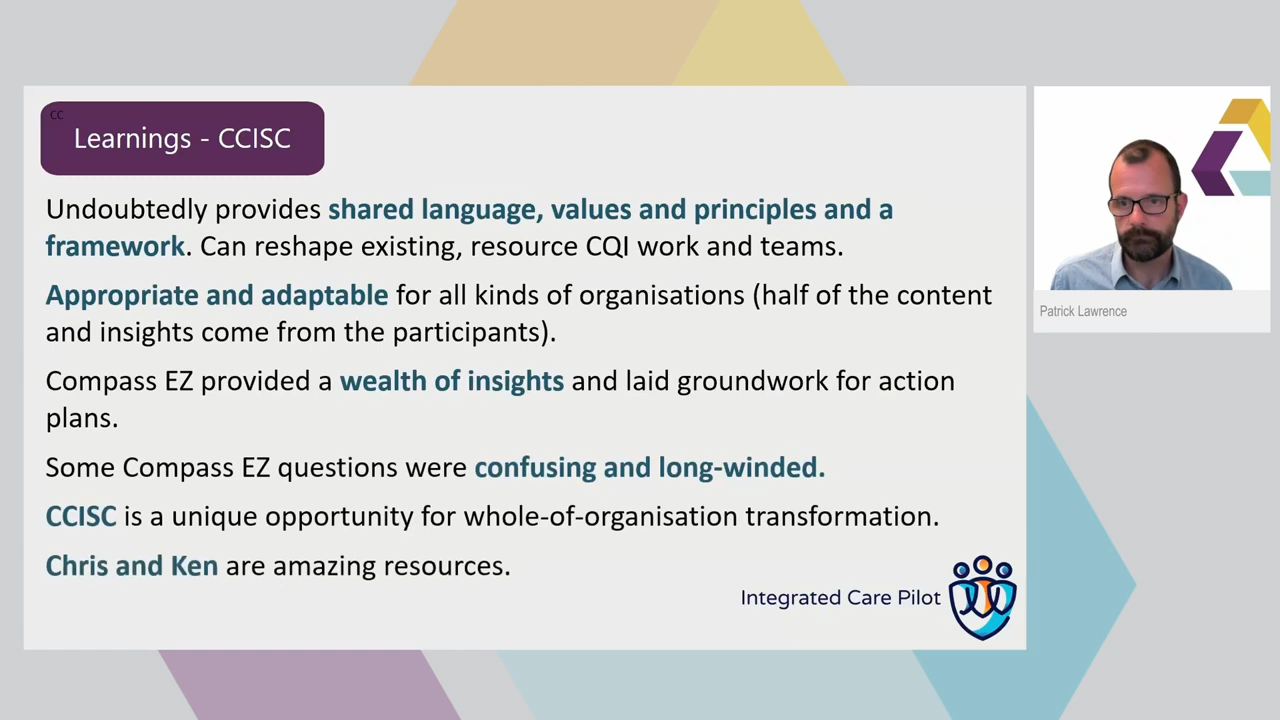 CC
Learnings - CCISC
Undoubtedly provides shared language, values and principles and a
framework. Can reshape existing, resource CQI work and teams.
Appropriate and adaptable for all kinds of organisations (half of the content
and insights come from the participants).
Compass EZ provided a wealth of insights and laid groundwork for action
plans.
Some Compass EZ questions were confusing and long-winded.
CCISC is a unique opportunity for whole-of-organisation transformation.
Chris and Ken are amazing resources.
Integrated Care Pilot
Patrick Lawrence